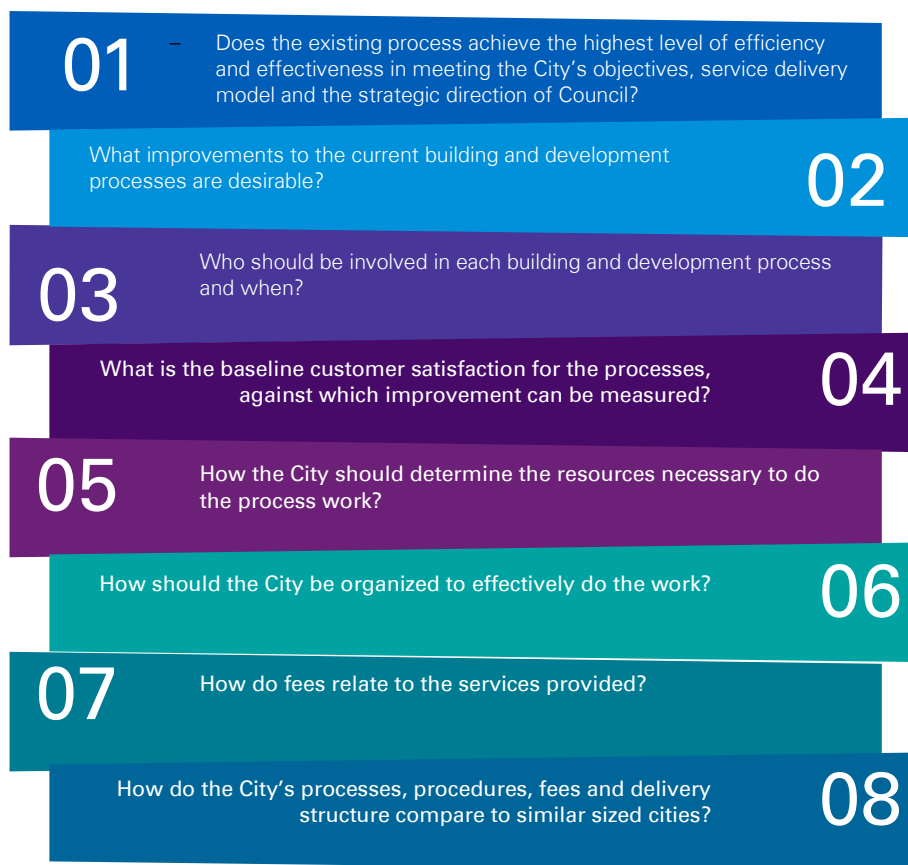 01
– Does the existing process achieve the highest level of efficiency
and effectiveness in meeting the City’s objectives, service delivery
model and the strategic direction of Council?
What improvements to the current building and development
processes are desirable?
02
03
Who should be involved in each building and development process
and when?
What is the baseline customer satisfaction for the processes,
against which improvement can be measured?
04
05
How the City should determine the resources necessary to do
the process work?
How should the City be organized to effectively do the work?
06
07
How do fees relate to the services provided?
How do the City’s processes, procedures, fees and delivery
structure compare to similar sized cities?
08